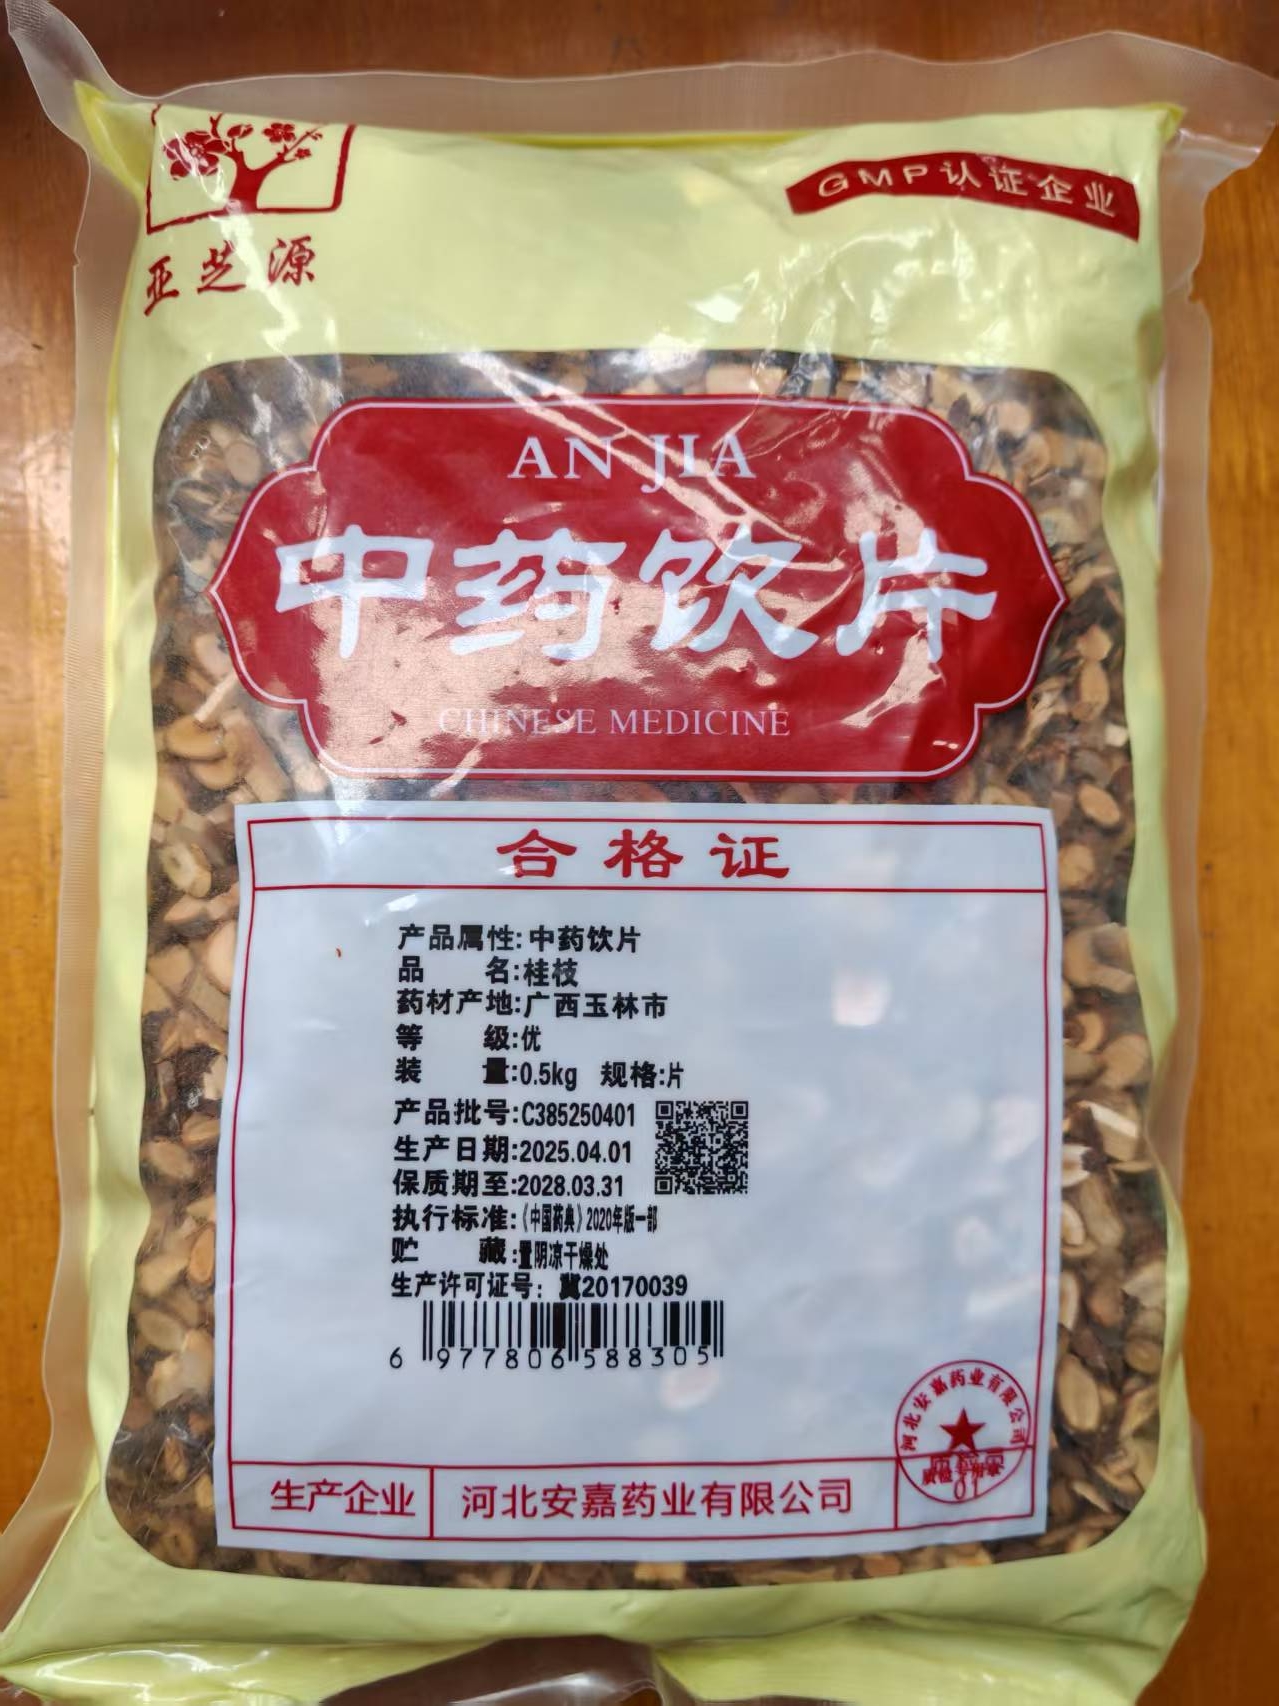 亚芝源
GMP认证企业
AN JIA
中药饮片
CHINESE MEDICINE
合格证
产品属性:中药饮片
品 名:桂枝
药材产地:广西玉林市
等 级:优
装 量:0.5kg 规格:片
产品批号:C385250401
生产日期:2025.04.01
保质期至:2028.03.31
执行标准:《中国药典》2020年版一部
贮 藏:置阴凉干燥处
生产许可证号: 冀20170039
6 977806 588305
河北安嘉药业有限公司
01
生产企业 河北安嘉药业有限公司